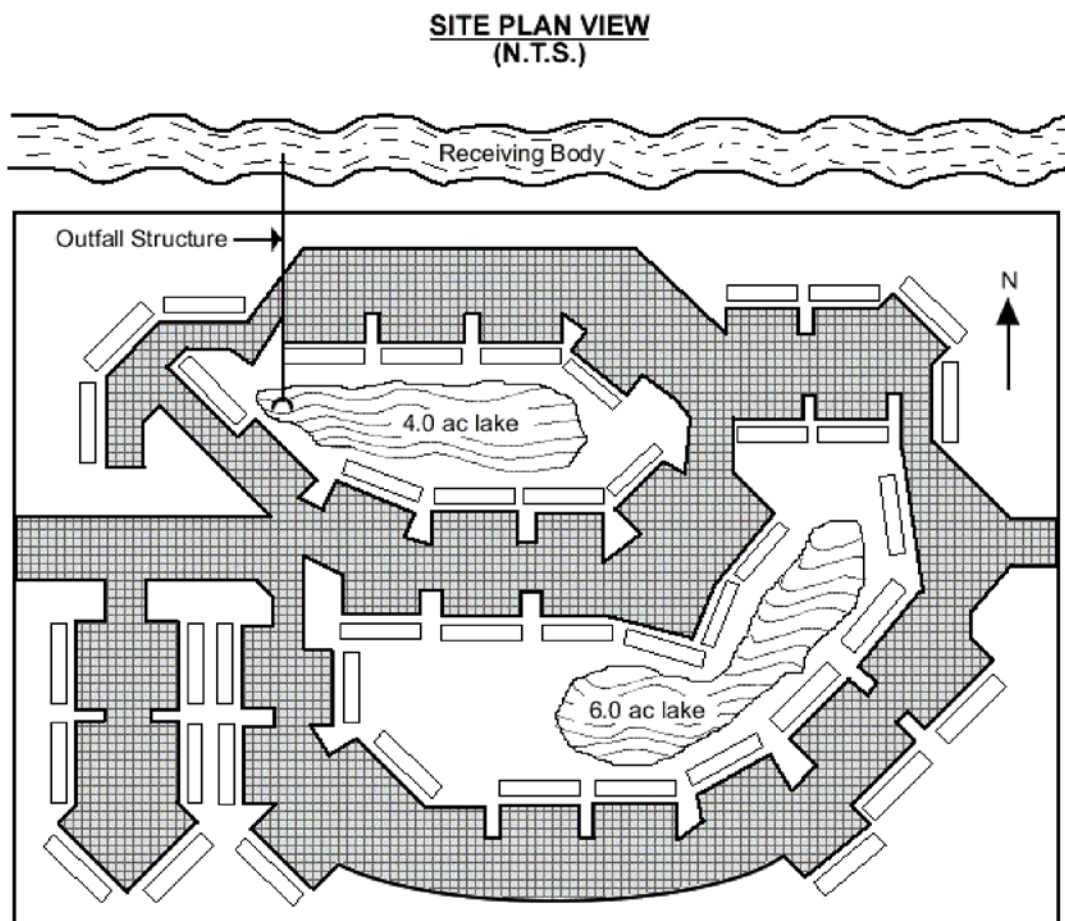 SITE PLAN VIEW
(N.T.S.)
Receiving Body
Outfall Structure
N
4.0 ac lake
6.0 ac lake